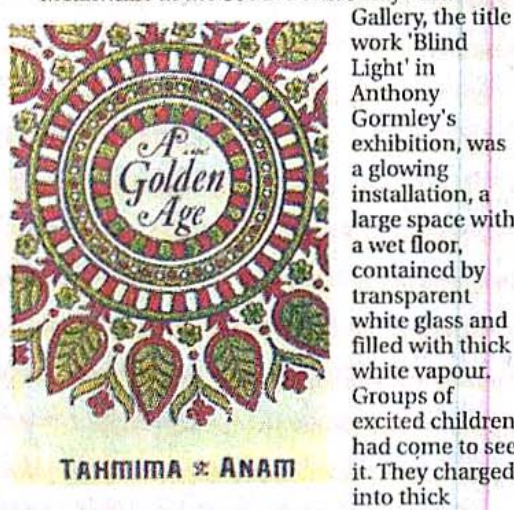 A
Golden
Age
TAHMIMA ANAM
Gallery, the title
work 'Blind
Light' in
Anthony
Gormley's
exhibition, was
a glowing
installation, a
large space with
a wet floor,
contained by
transparent
white glass and
filled with thick
white vapour.
Groups of
excited children
had come to see
it. They charged
into thick